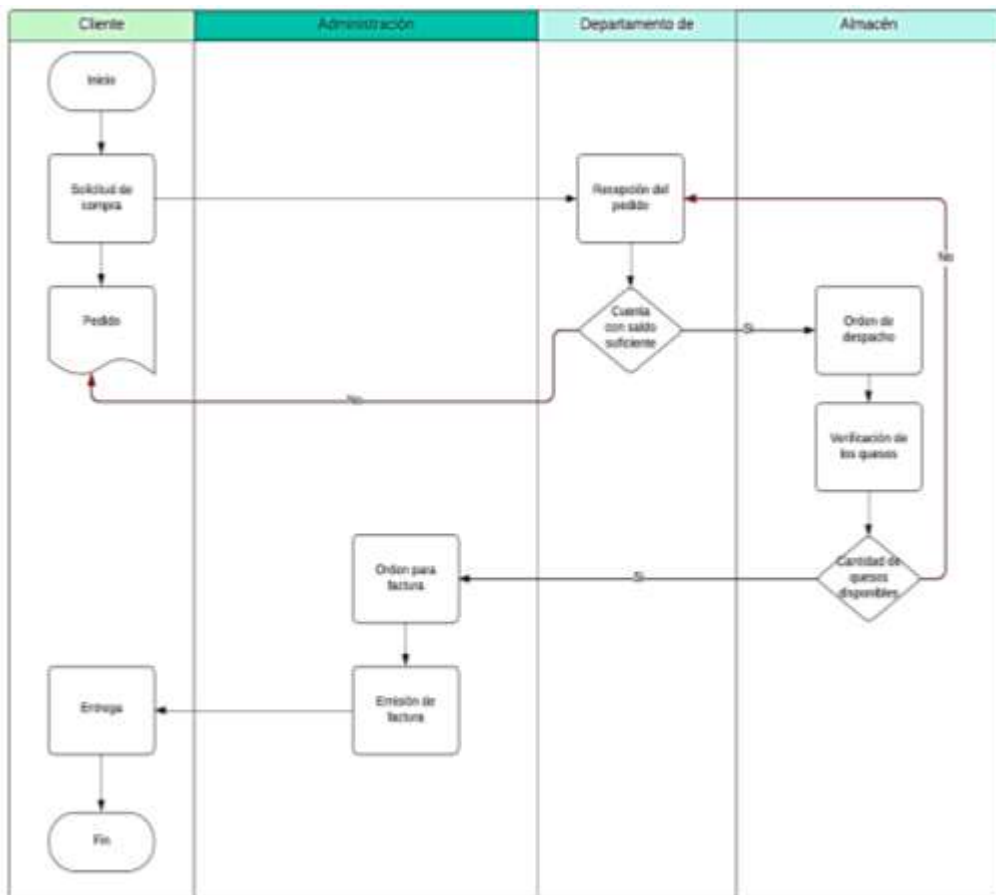 Cliente
Administración
Departamento de
Almacén
Inicio
Solicitud de
compra
Recepción del
pedido
No
Pedido
Cuenta
con saldo
suficiente
Si
Orden de
despacho
No
Verificación de
los quesos
Orden para
factura
Si
Cantidad de
quesos
disponibles
Entrega
Emisión de
factura
Fin